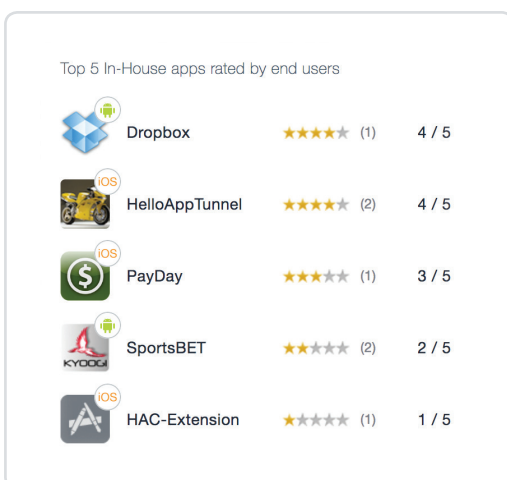 Top 5 In-House apps rated by end users
Dropbox (1) 4 / 5
iOS
HelloAppTunnel (2) 4 / 5
iOS
$
PayDay (1) 3 / 5
KYOOGI
SportsBET (2) 2 / 5
iOS
HAC-Extension (1) 1 / 5